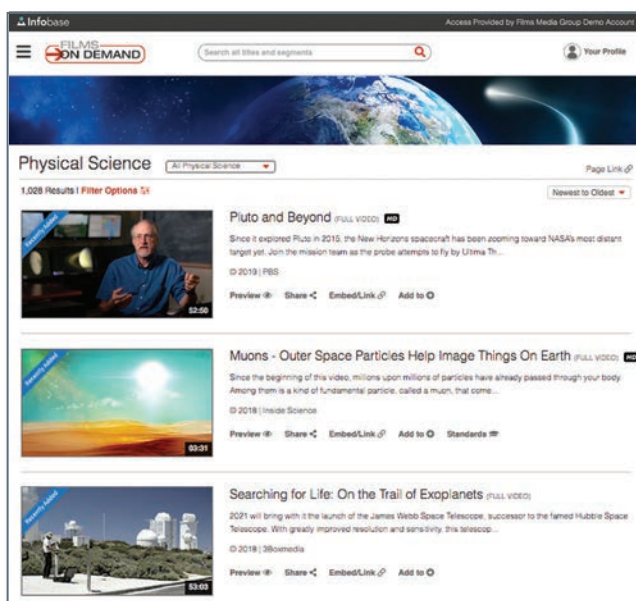 Infobase
Access Provided by Films Media Group Demo Account
FILMS
ON DEMAND
Search all titles and segments
Your Profile
Physical Science
All Physical Science
Page Link
1,028 Results | Filter Options
Newest to Oldest
Recently Added
52:50
Pluto and Beyond (FULL VIDEO) HD
Since it explored Pluto in 2015, the New Horizons spacecraft has been zooming toward NASA's most distant
target yet. Join the mission team as the probe attempts to fly by Ultima Th...
© 2019 | PBS
Preview Share Embed/Link Add to
Recently Added
03:31
Muons - Outer Space Particles Help Image Things On Earth (FULL VIDEO) HD
Since the beginning of this video, millions upon millions of particles have already passed through your body.
Among them is a kind of fundamental particle, called a muon, that come...
© 2018 | Inside Science
Preview Share Embed/Link Add to Standards
Recently Added
53:03
Searching for Life: On the Trail of Exoplanets (FULL VIDEO)
2021 will bring with it the launch of the James Webb Space Telescope, successor to the famed Hubble Space
Telescope. With greatly improved resolution and sensitivity, this telescop...
© 2018 | 3Boxmedia
Preview Share Embed/Link Add to